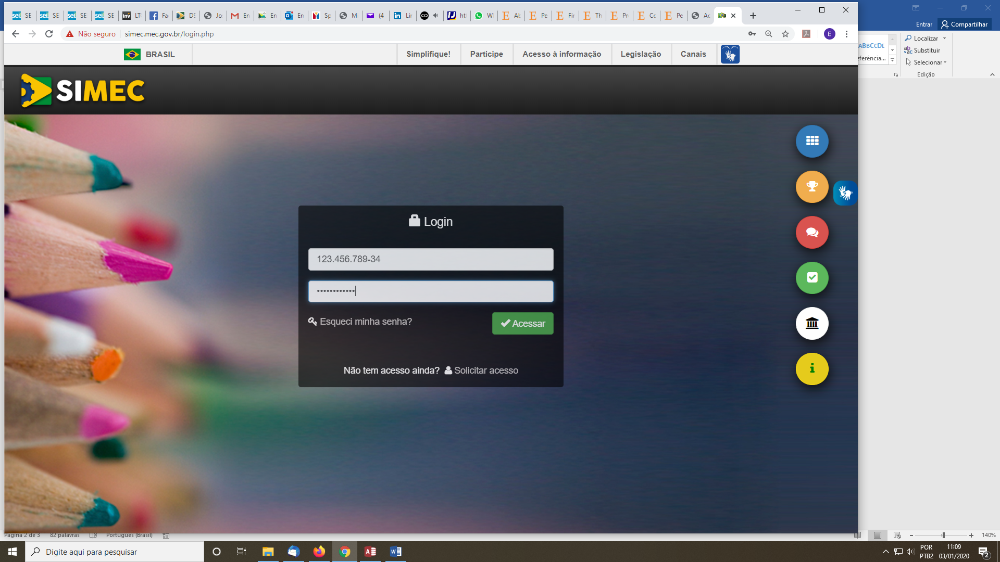 SE SE SE SE LT Fa D9 Jo En En En Sp M (4 Lir ht W Ab Pe Fir Th Pr Cc Pe Ac
Entrar Compartilhar
Não seguro simec.mec.gov.br/login.php E
Localizar
ABBCCDI
Substituir
eferência...
Selecionar
Edição
BRASIL Simplifique! Participe Acesso à informação Legislação Canais
SIMEC
Login
123.456.789-34
••••••••••••
Esqueci minha senha? Acessar
Não tem acesso ainda? Solicitar acesso
Página 2 de 3 82 palavras Português (Brasil) 140%
Digite aqui para pesquisar
POR 11:09
PTB2 03/01/2020 2